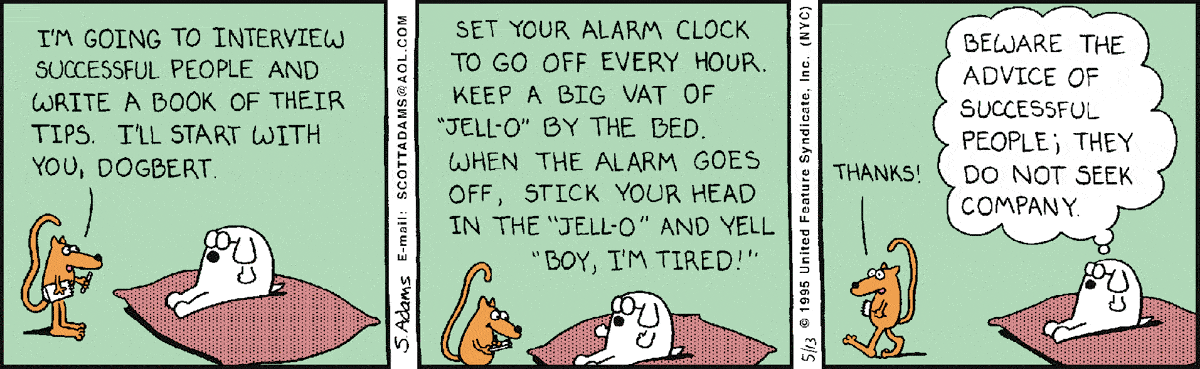 I'M GOING TO INTERVIEW
SUCCESSFUL PEOPLE AND
WRITE A BOOK OF THEIR
TIPS. I'LL START WITH
YOU, DOGBERT.
S. Adams E-mail: SCOTTADAMS@AOL.COM
SET YOUR ALARM CLOCK
TO GO OFF EVERY HOUR.
KEEP A BIG VAT OF
"JELL-O" BY THE BED.
WHEN THE ALARM GOES
OFF, STICK YOUR HEAD
IN THE "JELL-O" AND YELL
"BOY, I'M TIRED!"
5/13 © 1995 United Feature Syndicate, Inc. (NYC)
THANKS!
BEWARE THE
ADVICE OF
SUCCESSFUL
PEOPLE; THEY
DO NOT SEEK
COMPANY.